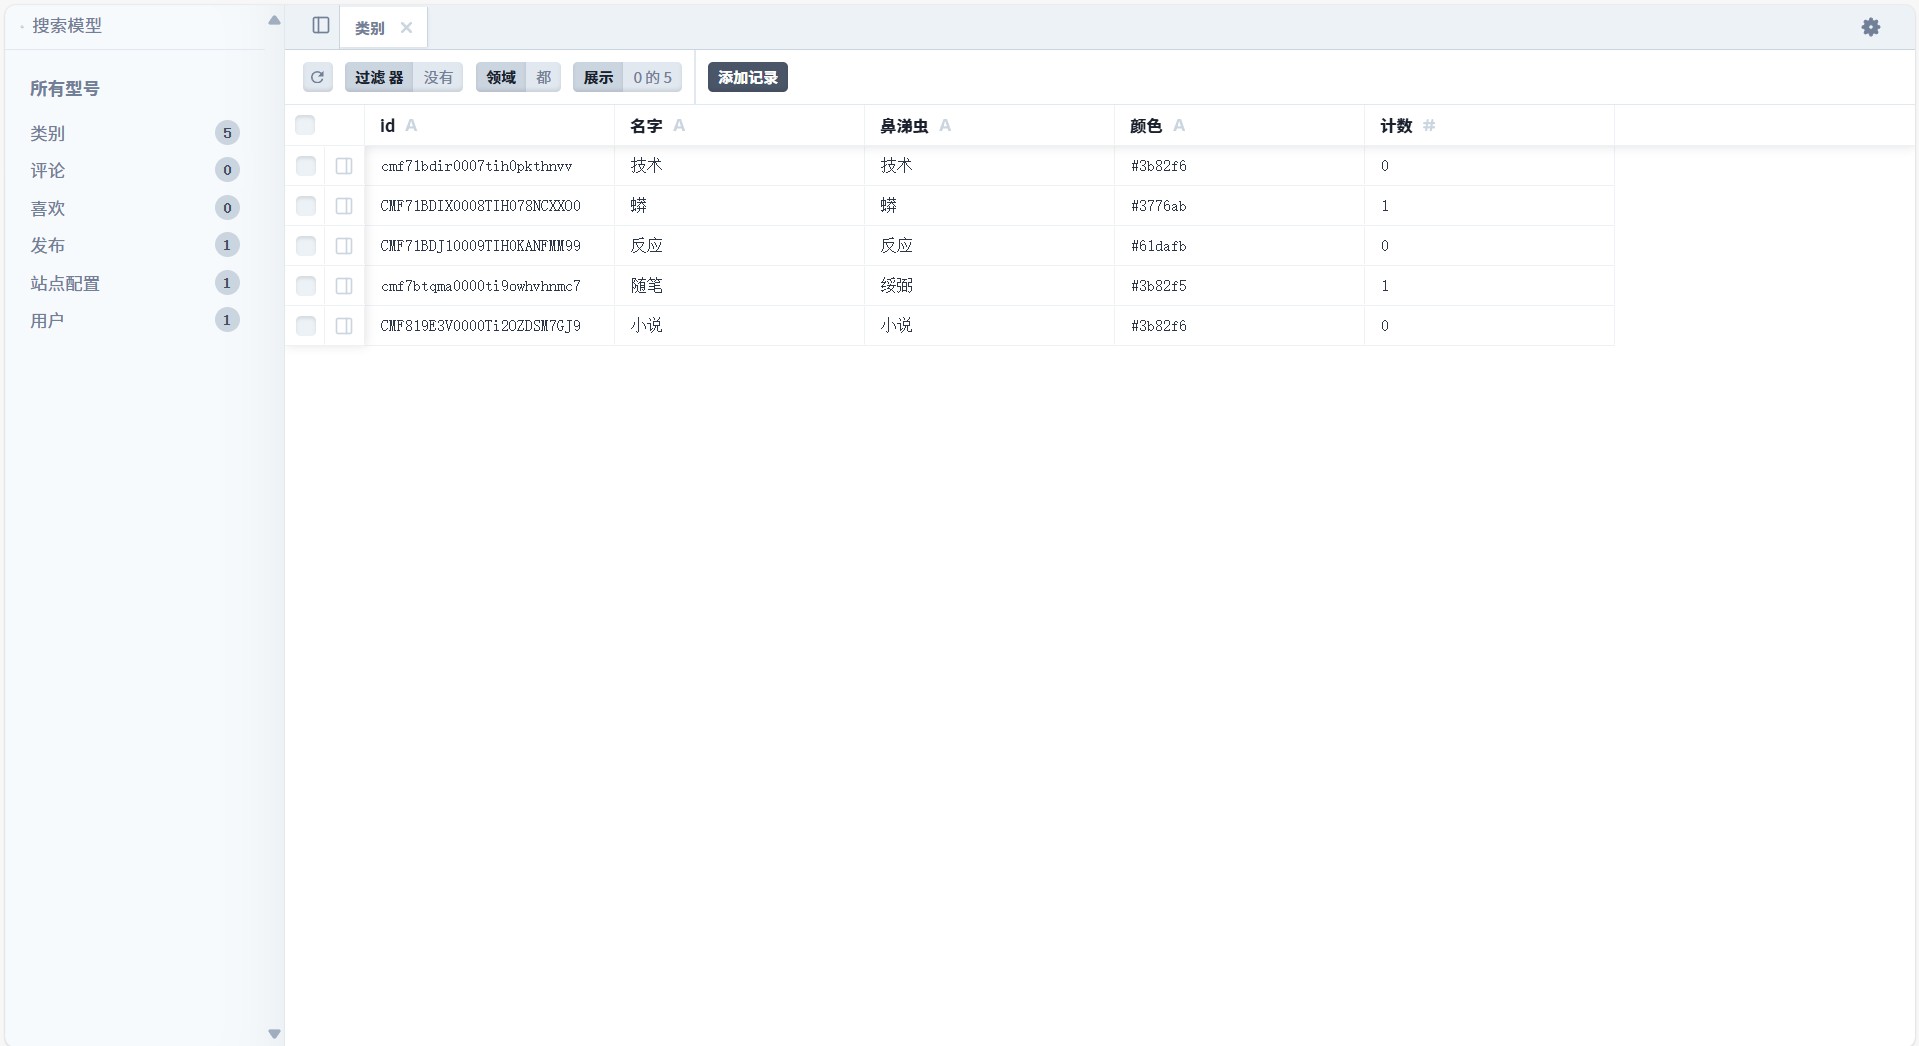 搜索模型
类别
所有型号
类别 5
评论 0
喜欢 0
发布 1
站点配置 1
用户 1
过滤 器 没有 领域 都 展示 0 的 5 添加记录
id A 名字 A 鼻涕虫 A 颜色 A 计数 #
cmf71bdir0007tih0pkthnvv 技术 技术 #3b82f6 0
CMF71BDIX0008TIH078NCXXO0 蟒 蟒 #3776ab 1
CMF71BDJ10009TIH0KANFMM99 反应 反应 #61dafb 0
cmf7btqma0000ti9owhvhnmc7 随笔 绥弼 #3b82f5 1
CMF819E3V0000Ti2OZDSM7GJ9 小说 小说 #3b82f6 0